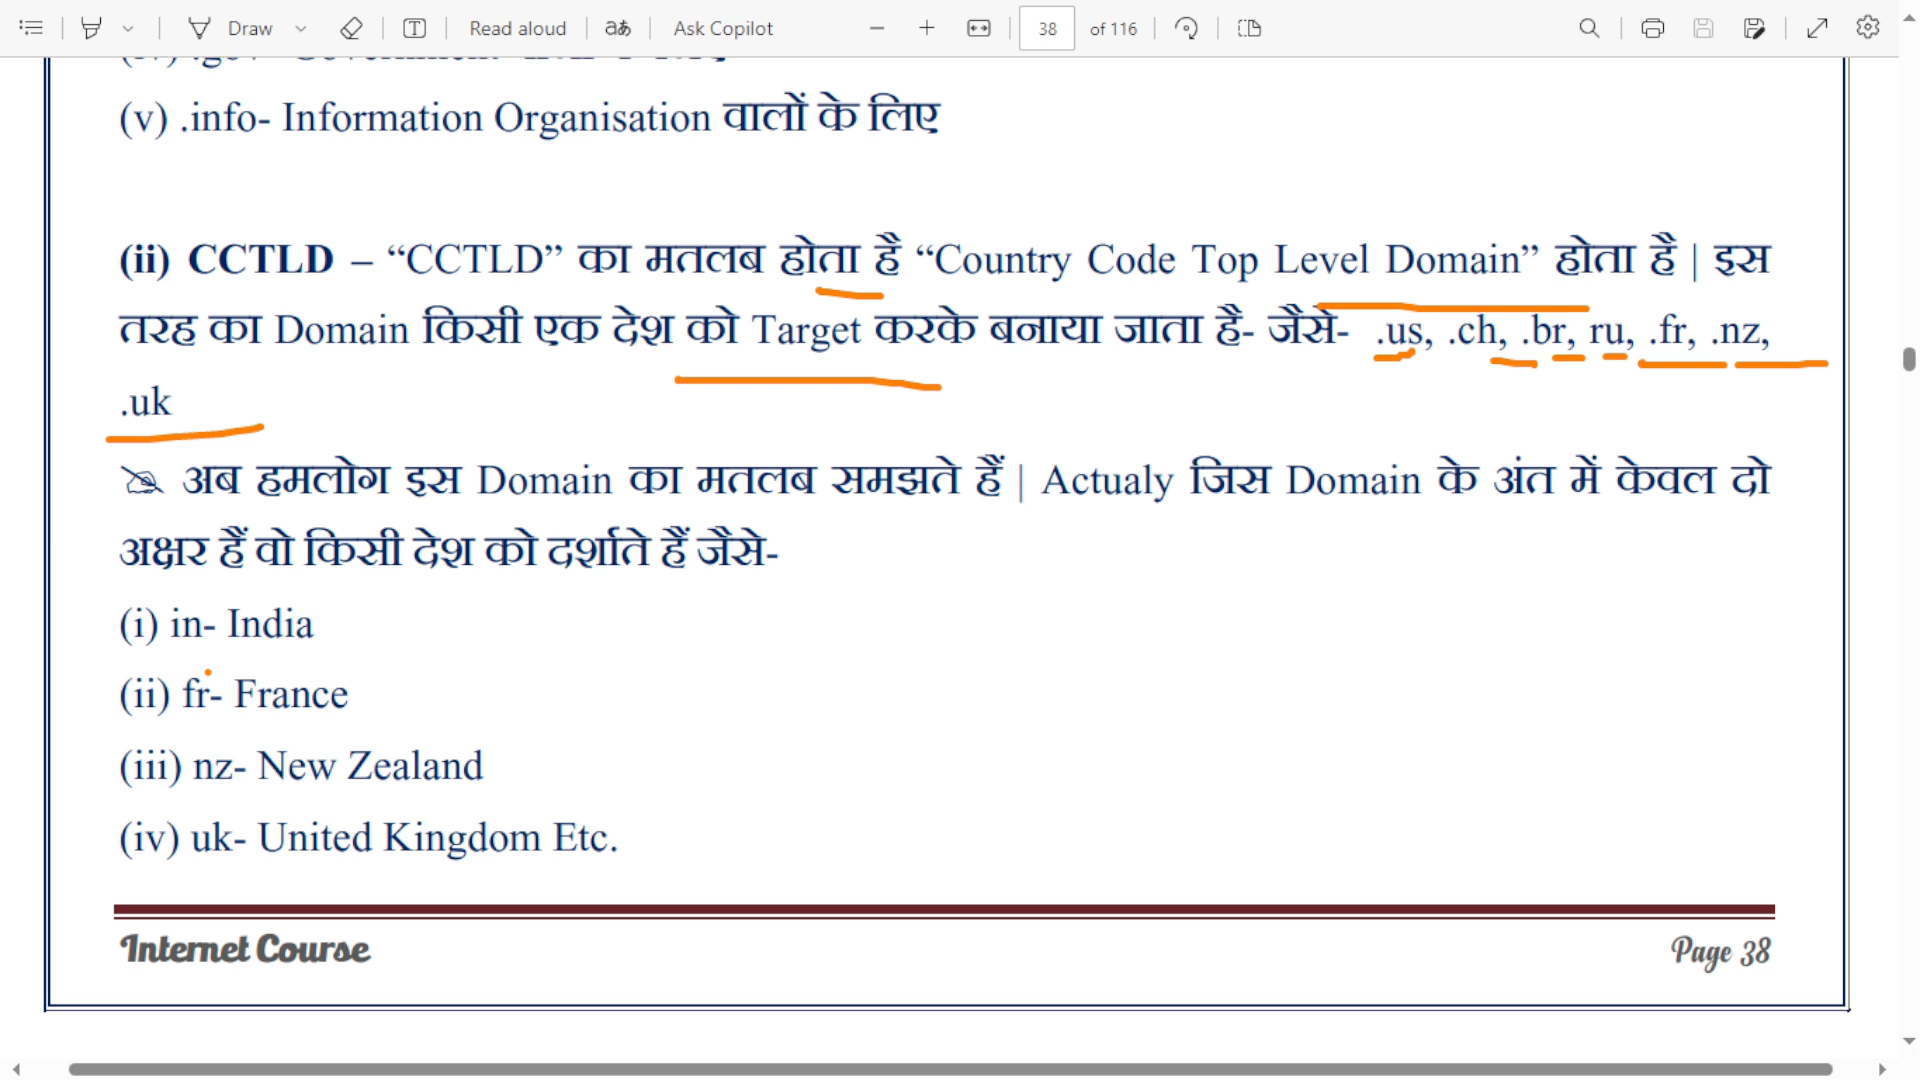 Draw
Read aloud
aあ
Ask Copilot
38
of 116
(v) .info- Information Organisation वालों के लिए
(ii) CCTLD – “CCTLD” का मतलब होता है “Country Code Top Level Domain” होता है | इस
तरह का Domain किसी एक देश को Target करके बनाया जाता है- जैसे- .us, .ch, .br, ru, .fr, .nz,
.uk
अब हमलोग इस Domain का मतलब समझते हैं | Actualy जिस Domain के अंत में केवल दो
अक्षर हैं वो किसी देश को दर्शाते हैं जैसे-
(i) in- India
(ii) fr- France
(iii) nz- New Zealand
(iv) uk- United Kingdom Etc.
Internet Course
Page 38